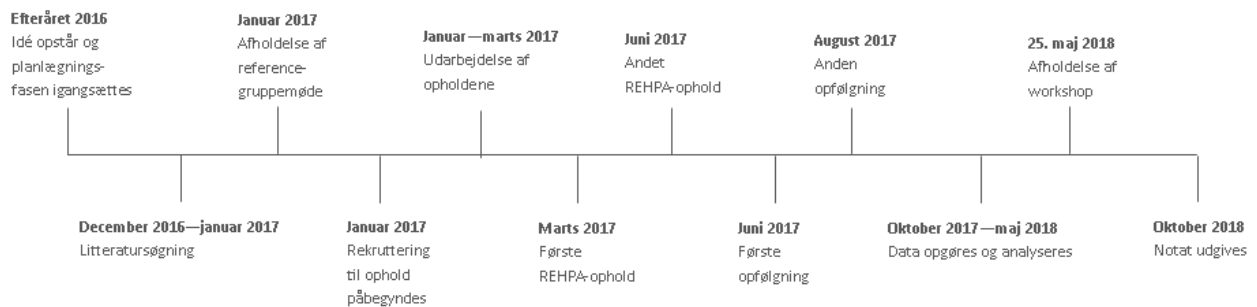 Efteråret 2016
Idé opstår og
planlægnings-
fasen igangsættes
Januar 2017
Afholdelse af
reference-
gruppemøde
Januar—marts 2017
Udarbejdelse af
opholdene
Juni 2017
Andet
REHPA-ophold
August 2017
Anden
opfølgning
25. maj 2018
Afholdelse af
workshop
December 2016—januar 2017
Litteratursøgning
Januar 2017
Rekruttering
til ophold
påbegyndes
Marts 2017
Første
REHPA-ophold
Juni 2017
Første
opfølgning
Oktober 2017—maj 2018
Data opgøres og analyseres
Oktober 2018
Notat udgives